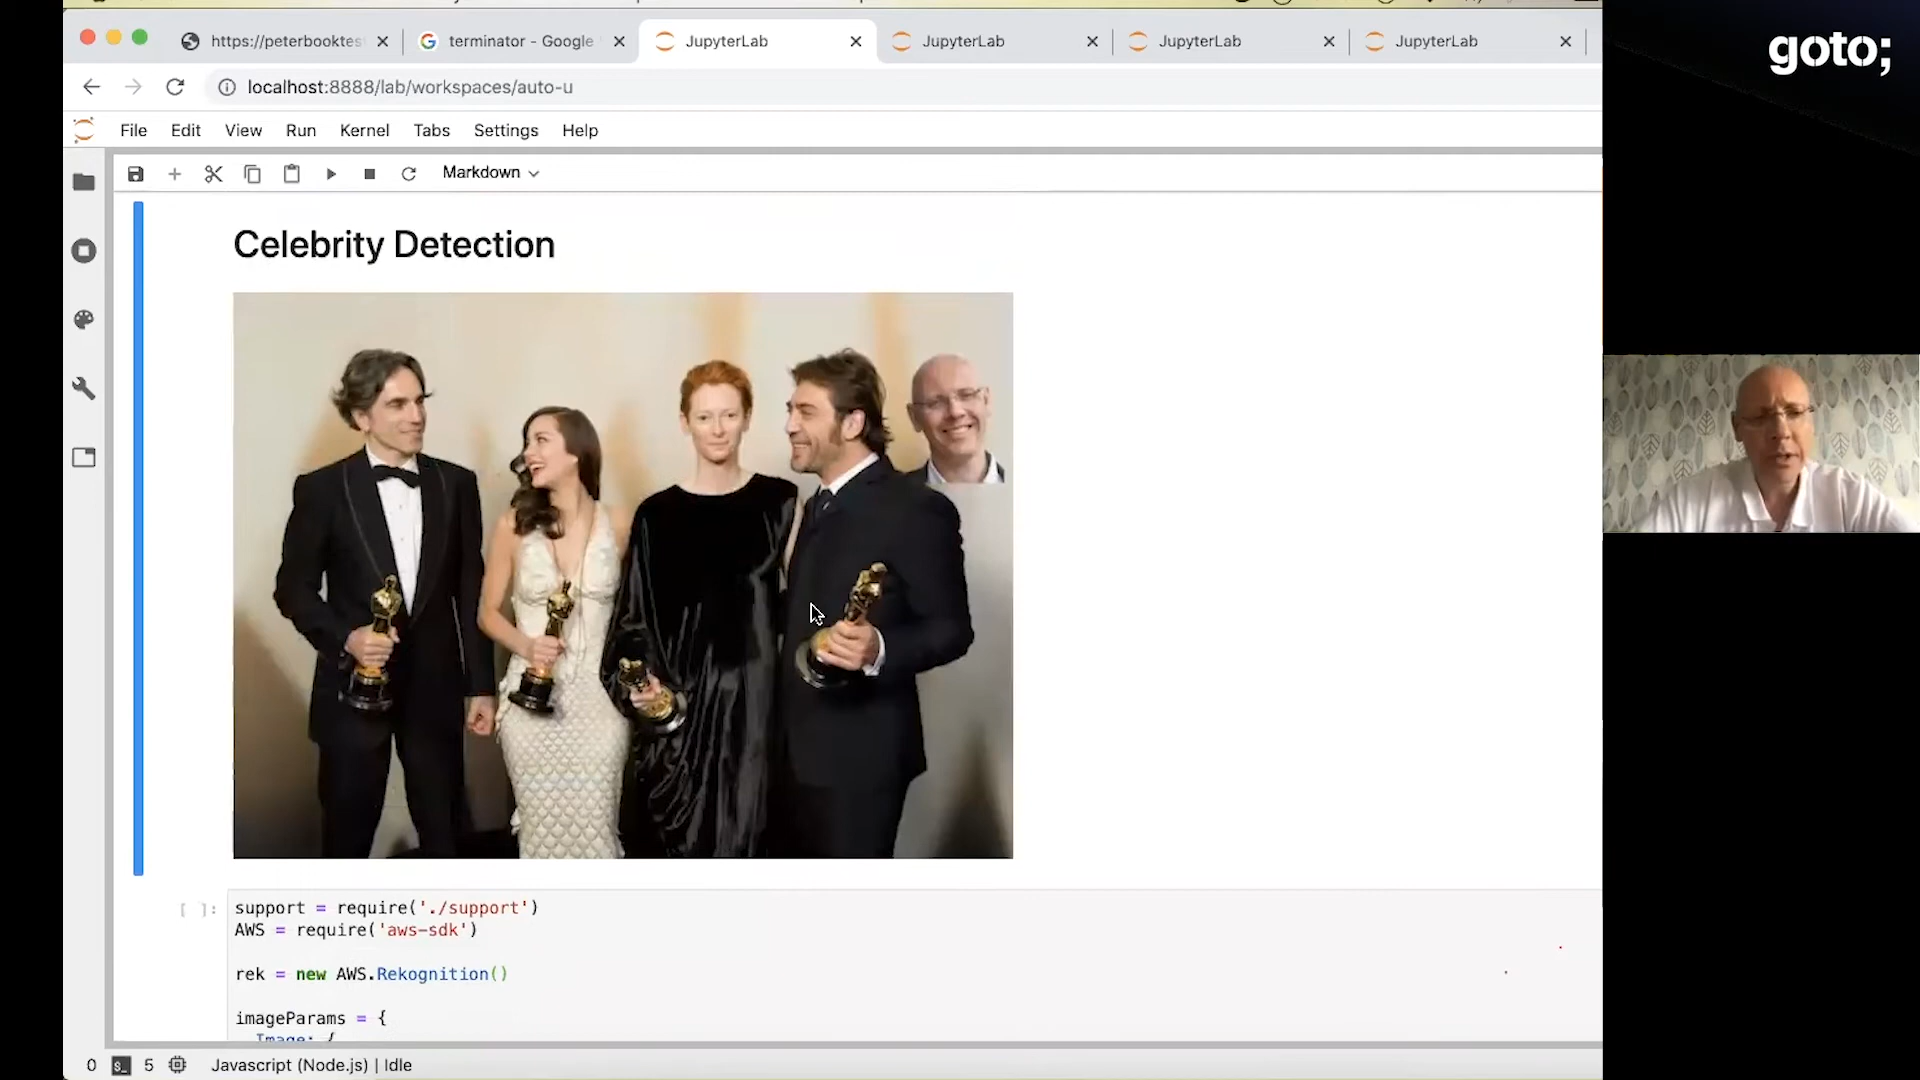 https://peterbooktes
terminator - Google
JupyterLab
JupyterLab
JupyterLab
JupyterLab
goto;
localhost:8888/lab/workspaces/auto-u
File Edit View Run Kernel Tabs Settings Help
Markdown
Celebrity Detection
[ ]:
support = require('./support')
AWS = require('aws-sdk')
rek = new AWS.Rekognition()
imageParams = {
Image: {
0 $_ 5 Javascript (Node.js) | Idle